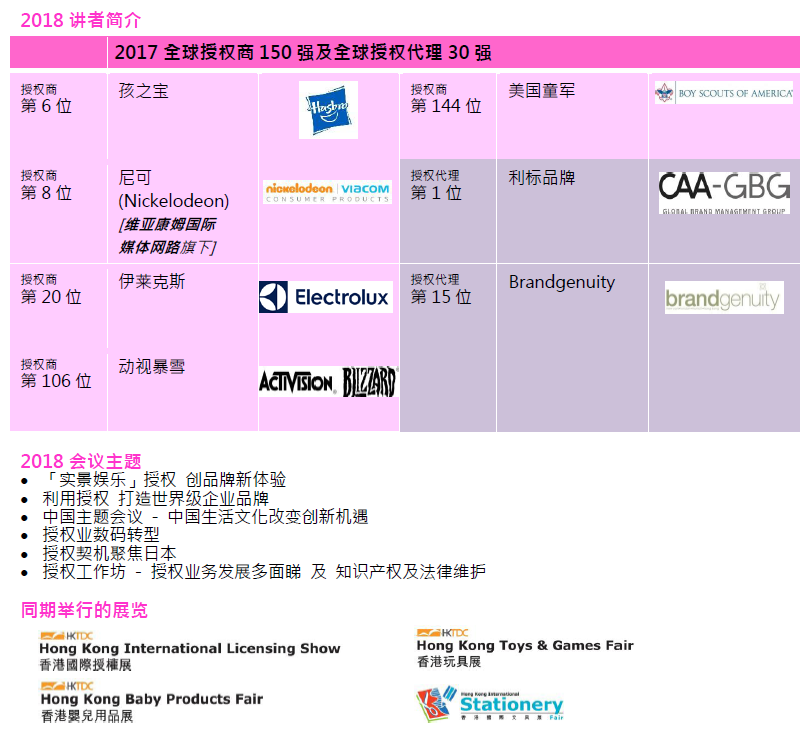 2018 讲者简介
2017 全球授权商 150 强及全球授权代理 30 强
授权商
第 6 位
孩之宝
Hasbro
授权商
第 144 位
美国童军
BOY SCOUTS OF AMERICA
授权商
第 8 位
尼可
(Nickelodeon)
[维亚康姆国际
媒体网路旗下]
nickelodeon | VIACOM
CONSUMER PRODUCTS
授权代理
第 1 位
利标品牌
CAA-GBG
GLOBAL BRAND MANAGEMENT GROUP
授权商
第 20 位
伊莱克斯
Electrolux
授权代理
第 15 位
Brandgenuity
brandgenuity
授权商
第 106 位
动视暴雪
ACTIVISION BLIZZARD
2018 会议主题
• 「实景娱乐」授权 创品牌新体验
• 利用授权 打造世界级企业品牌
• 中国主题会议 - 中国生活文化改变创新机遇
• 授权业数码转型
• 授权契机聚焦日本
• 授权工作坊 - 授权业务发展多面睇 及 知识产权及法律维护
同期举行的展览
HKTDC
Hong Kong International Licensing Show
香港國際授權展
HKTDC
Hong Kong Toys & Games Fair
香港玩具展
HKTDC
Hong Kong Baby Products Fair
香港嬰兒用品展
Hong Kong International
Stationery
香港國際文具展 Fair